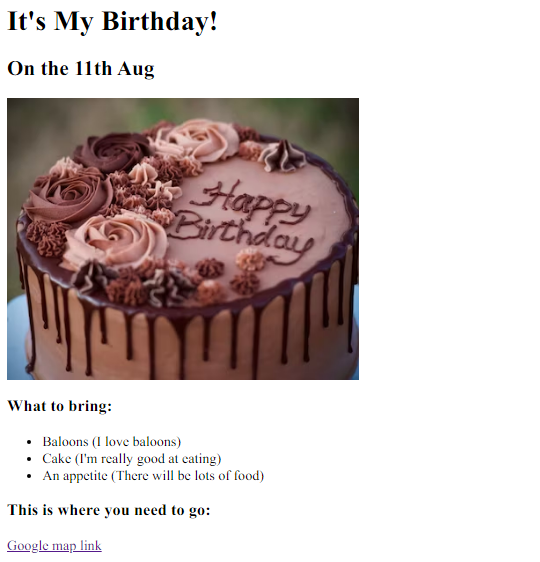 It's My Birthday!
On the 11th Aug
Happy
Birthday
What to bring:
Baloons (I love baloons)
Cake (I'm really good at eating)
An appetite (There will be lots of food)
This is where you need to go:
Google map link